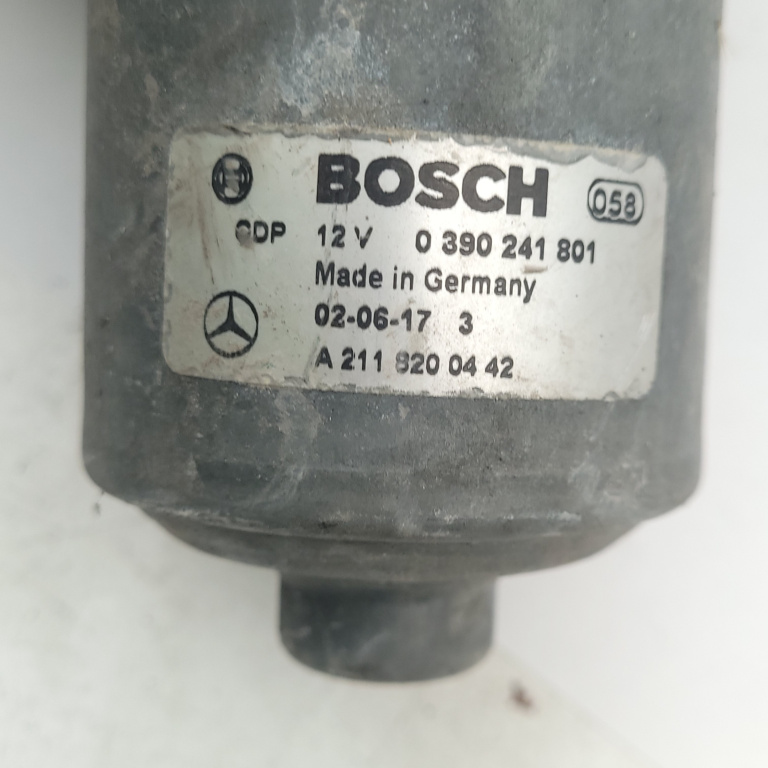 BOSCH 058
CDP 12 V 0 390 241 801
Made in Germany
02-06-17 3
A 211 820 04 42